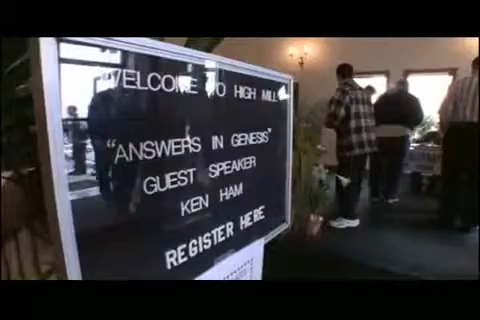 WELCOME TO HIGH MILL
"ANSWERS IN GENESIS"
GUEST SPEAKER
KEN HAM
REGISTER HERE